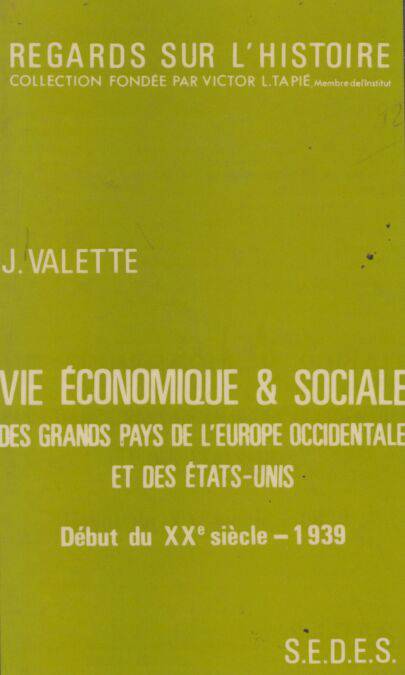 REGARDS SUR L'HISTOIRE
COLLECTION FONDÉE PAR VICTOR L.TAPIÉ, Membre de l'Institut
J. VALETTE
VIE ÉCONOMIQUE & SOCIALE
DES GRANDS PAYS DE L'EUROPE OCCIDENTALE
ET DES ÉTATS-UNIS
Début du XXe siècle – 1939
S.E.D.E.S.